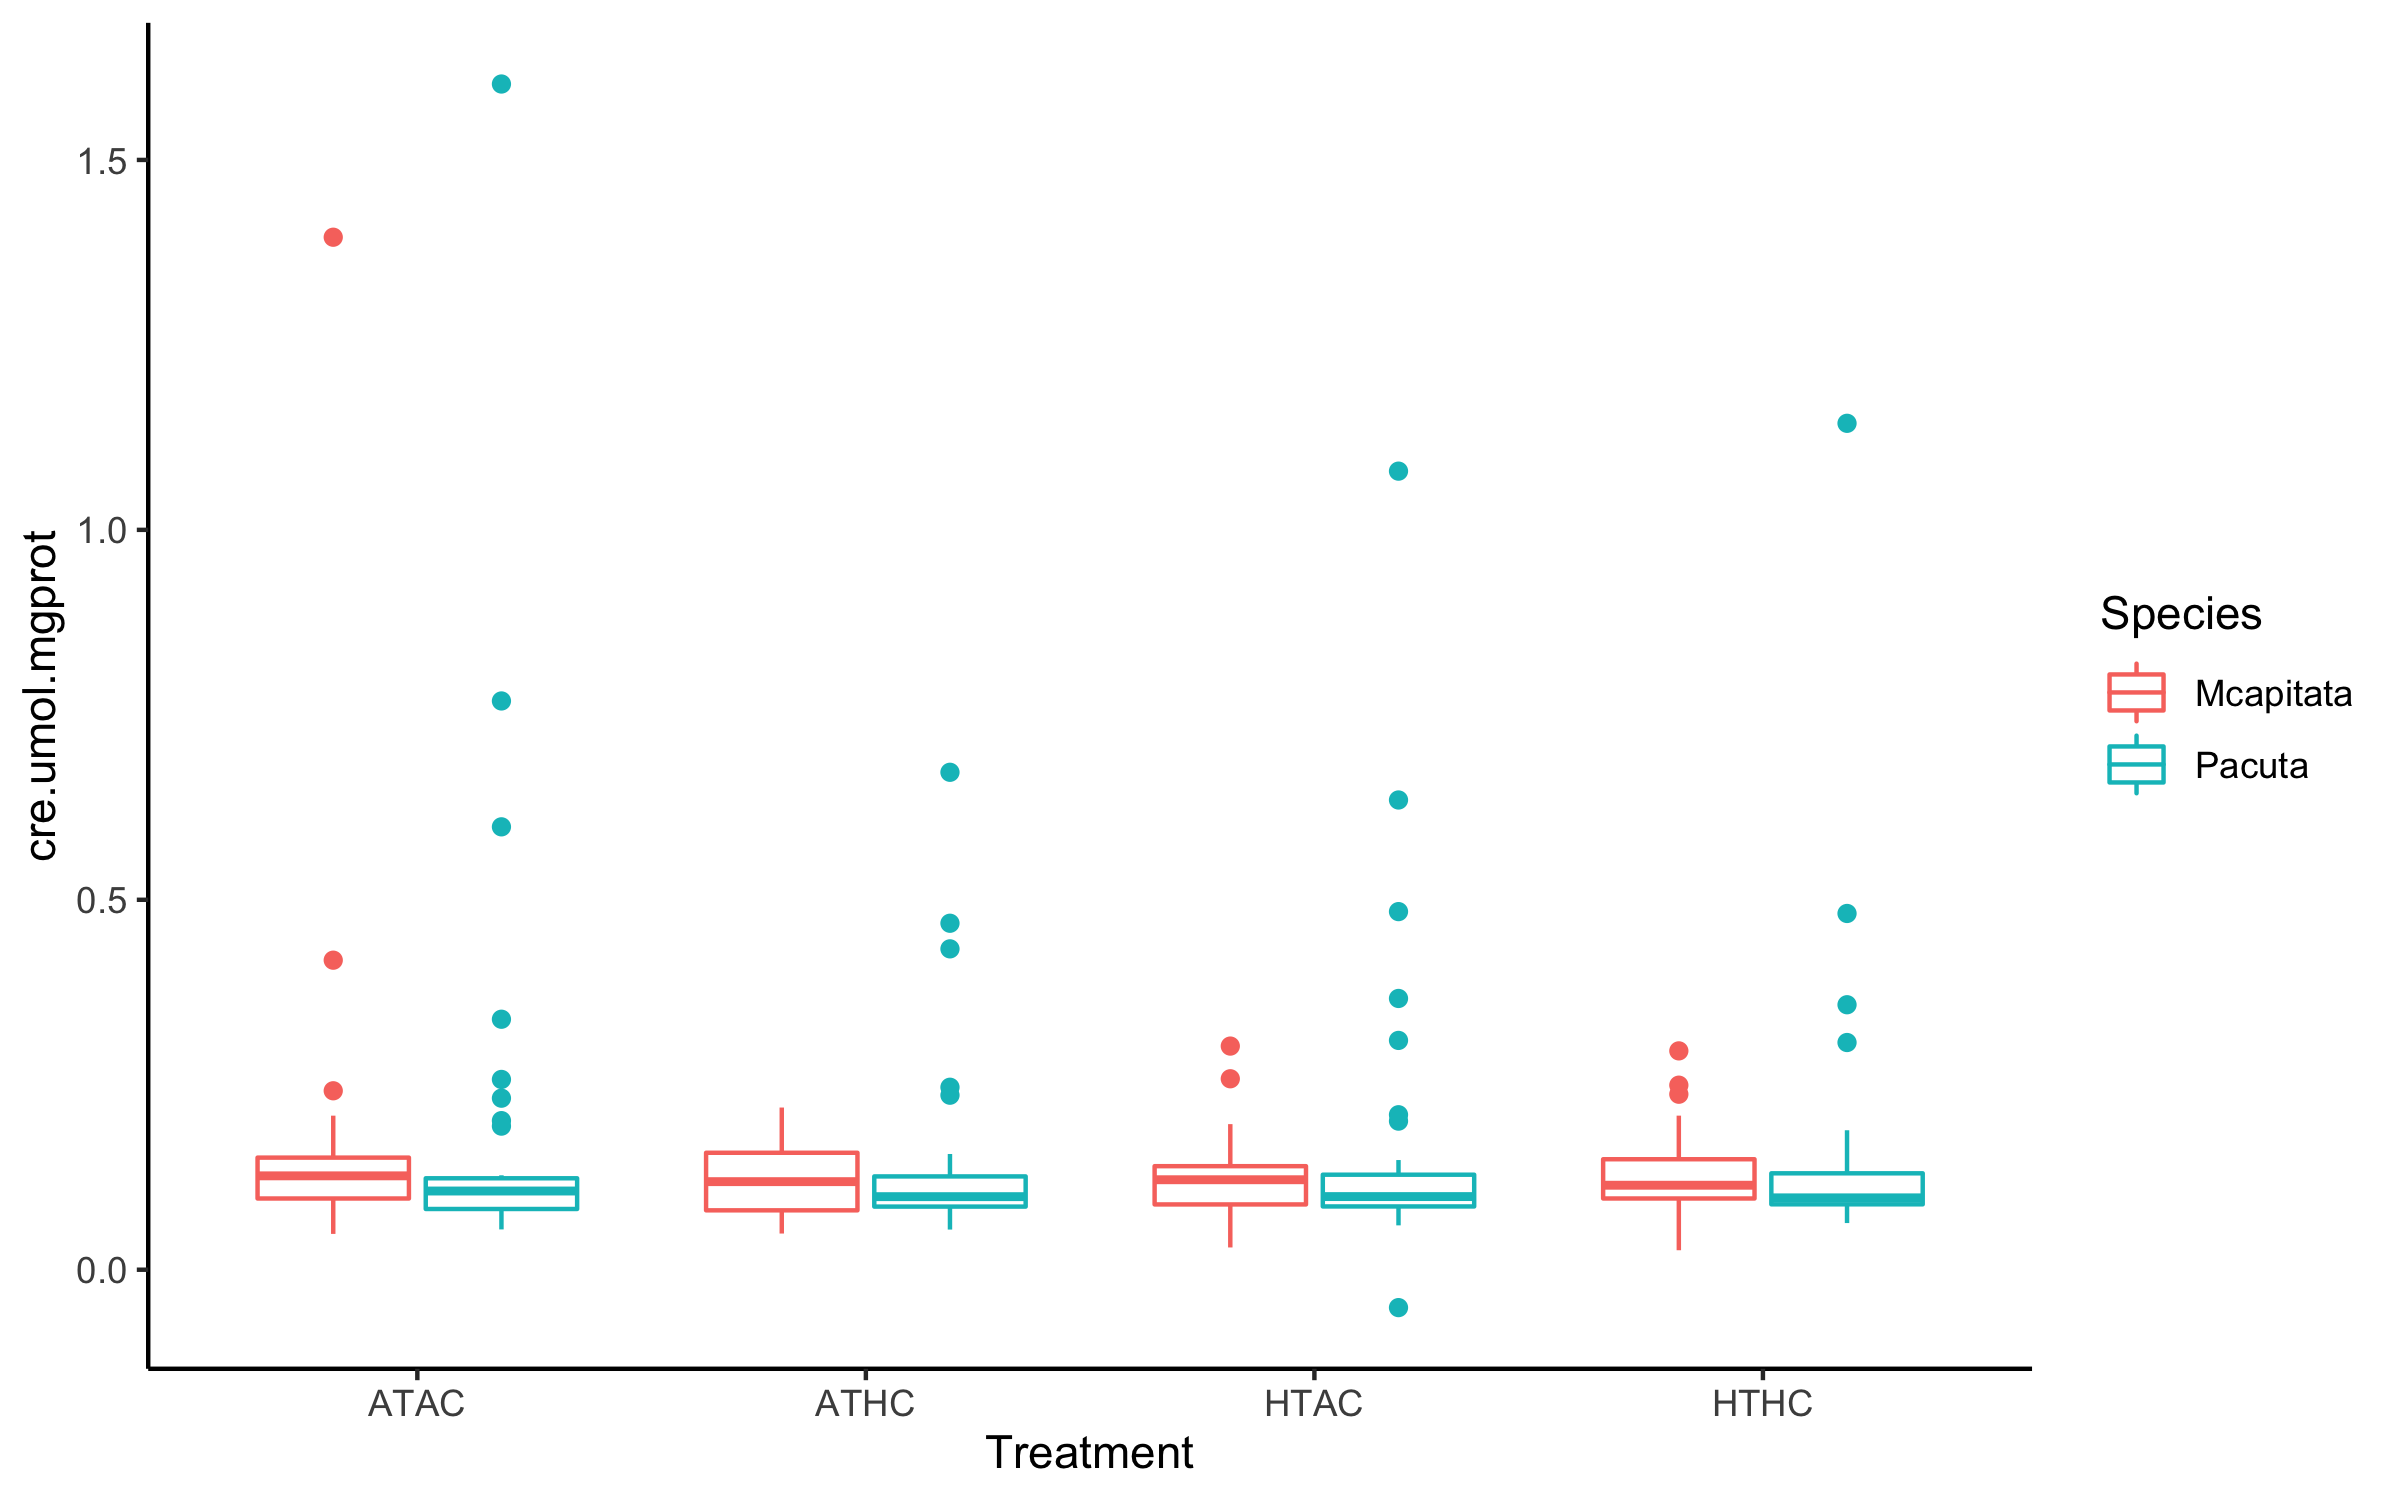 cre.umol.mgprot
1.5
1.0
0.5
0.0
ATAC
ATHC
HTAC
HTHC
Treatment
Species
Mcapitata
Pacuta